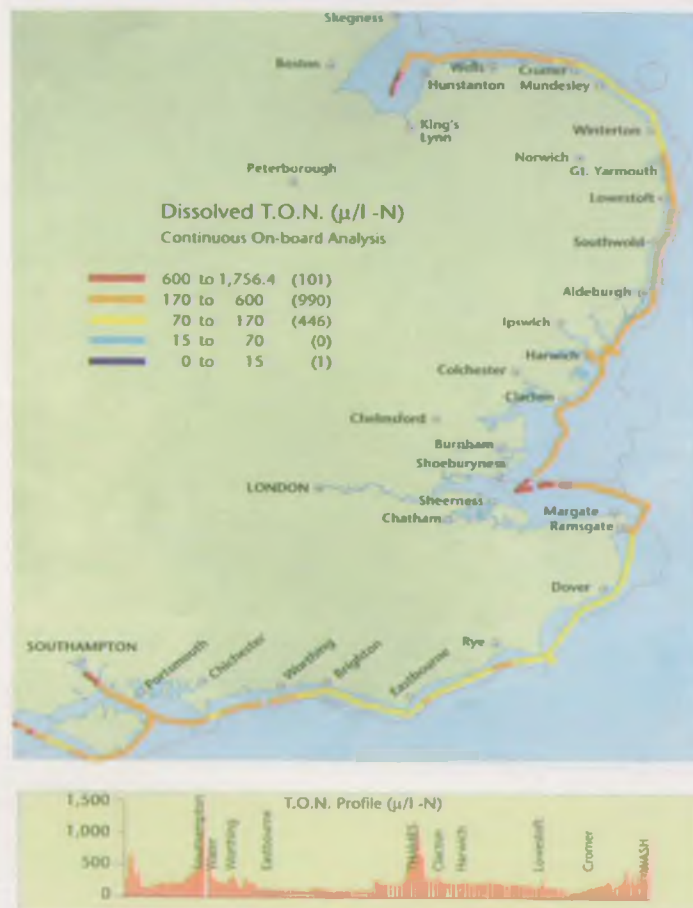 Skegness
Boston
Wells
Cromer
Hunstanton
Mundesley
King's
Lynn
Winterton
Norwich
Gt. Yarmouth
Peterborough
Lowestoft
Dissolved T.O.N. (µ/l -N)
Continuous On-board Analysis
Southwold
600 to 1,756.4 (101)
170 to 600 (990)
70 to 170 (446)
15 to 70 (0)
0 to 15 (1)
Aldeburgh
Ipswich
Harwich
Colchester
Clacton
Chelmsford
Burnham
Shoeburyness
LONDON
Sheerness
Margate
Chatham
Ramsgate
Dover
Rye
SOUTHAMPTON
Portsmouth
Chichester
Worthing
Brighton
Eastbourne
T.O.N. Profile (µ/l -N)
1,500
1,000
500
0
Southampton
Water
Worthing
Eastbourne
THAMES
Clacton
Harwich
Lowestoft
Cromer
WASH